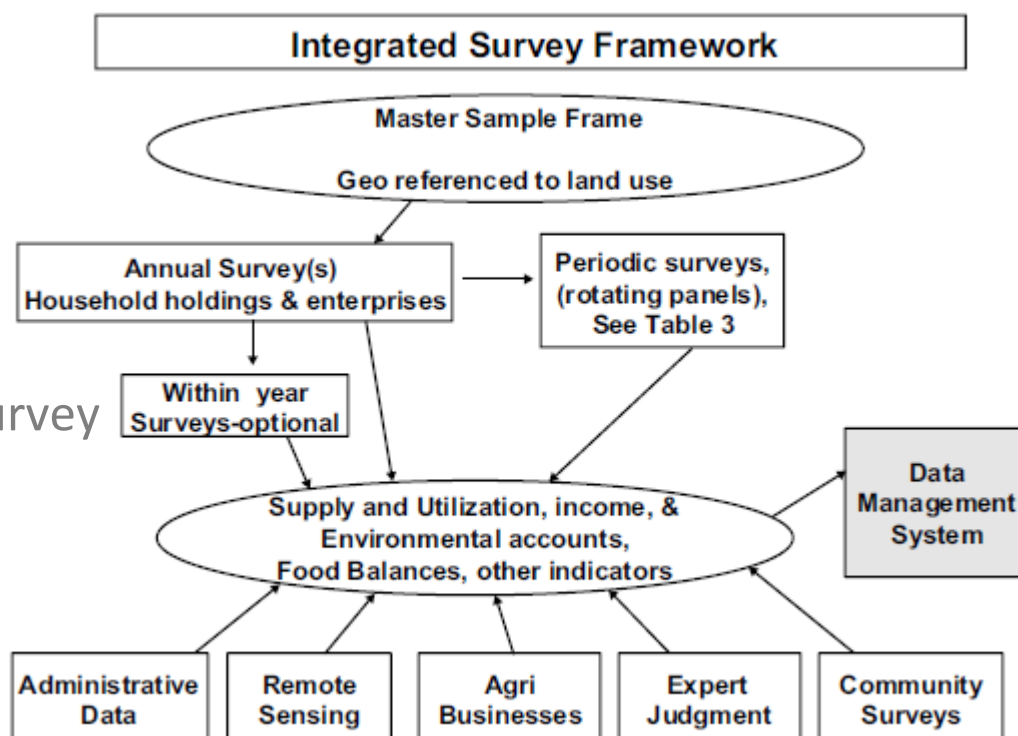 Integrated Survey Framework
Master Sample Frame
Geo referenced to land use
Annual Survey(s)
Household holdings & enterprises
Periodic surveys,
(rotating panels),
See Table 3
Within year
Surveys-optional
urvey
Supply and Utilization, income, &
Environmental accounts,
Food Balances, other indicators
Data
Management
System
Administrative
Data
Remote
Sensing
Agri
Businesses
Expert
Judgment
Community
Surveys